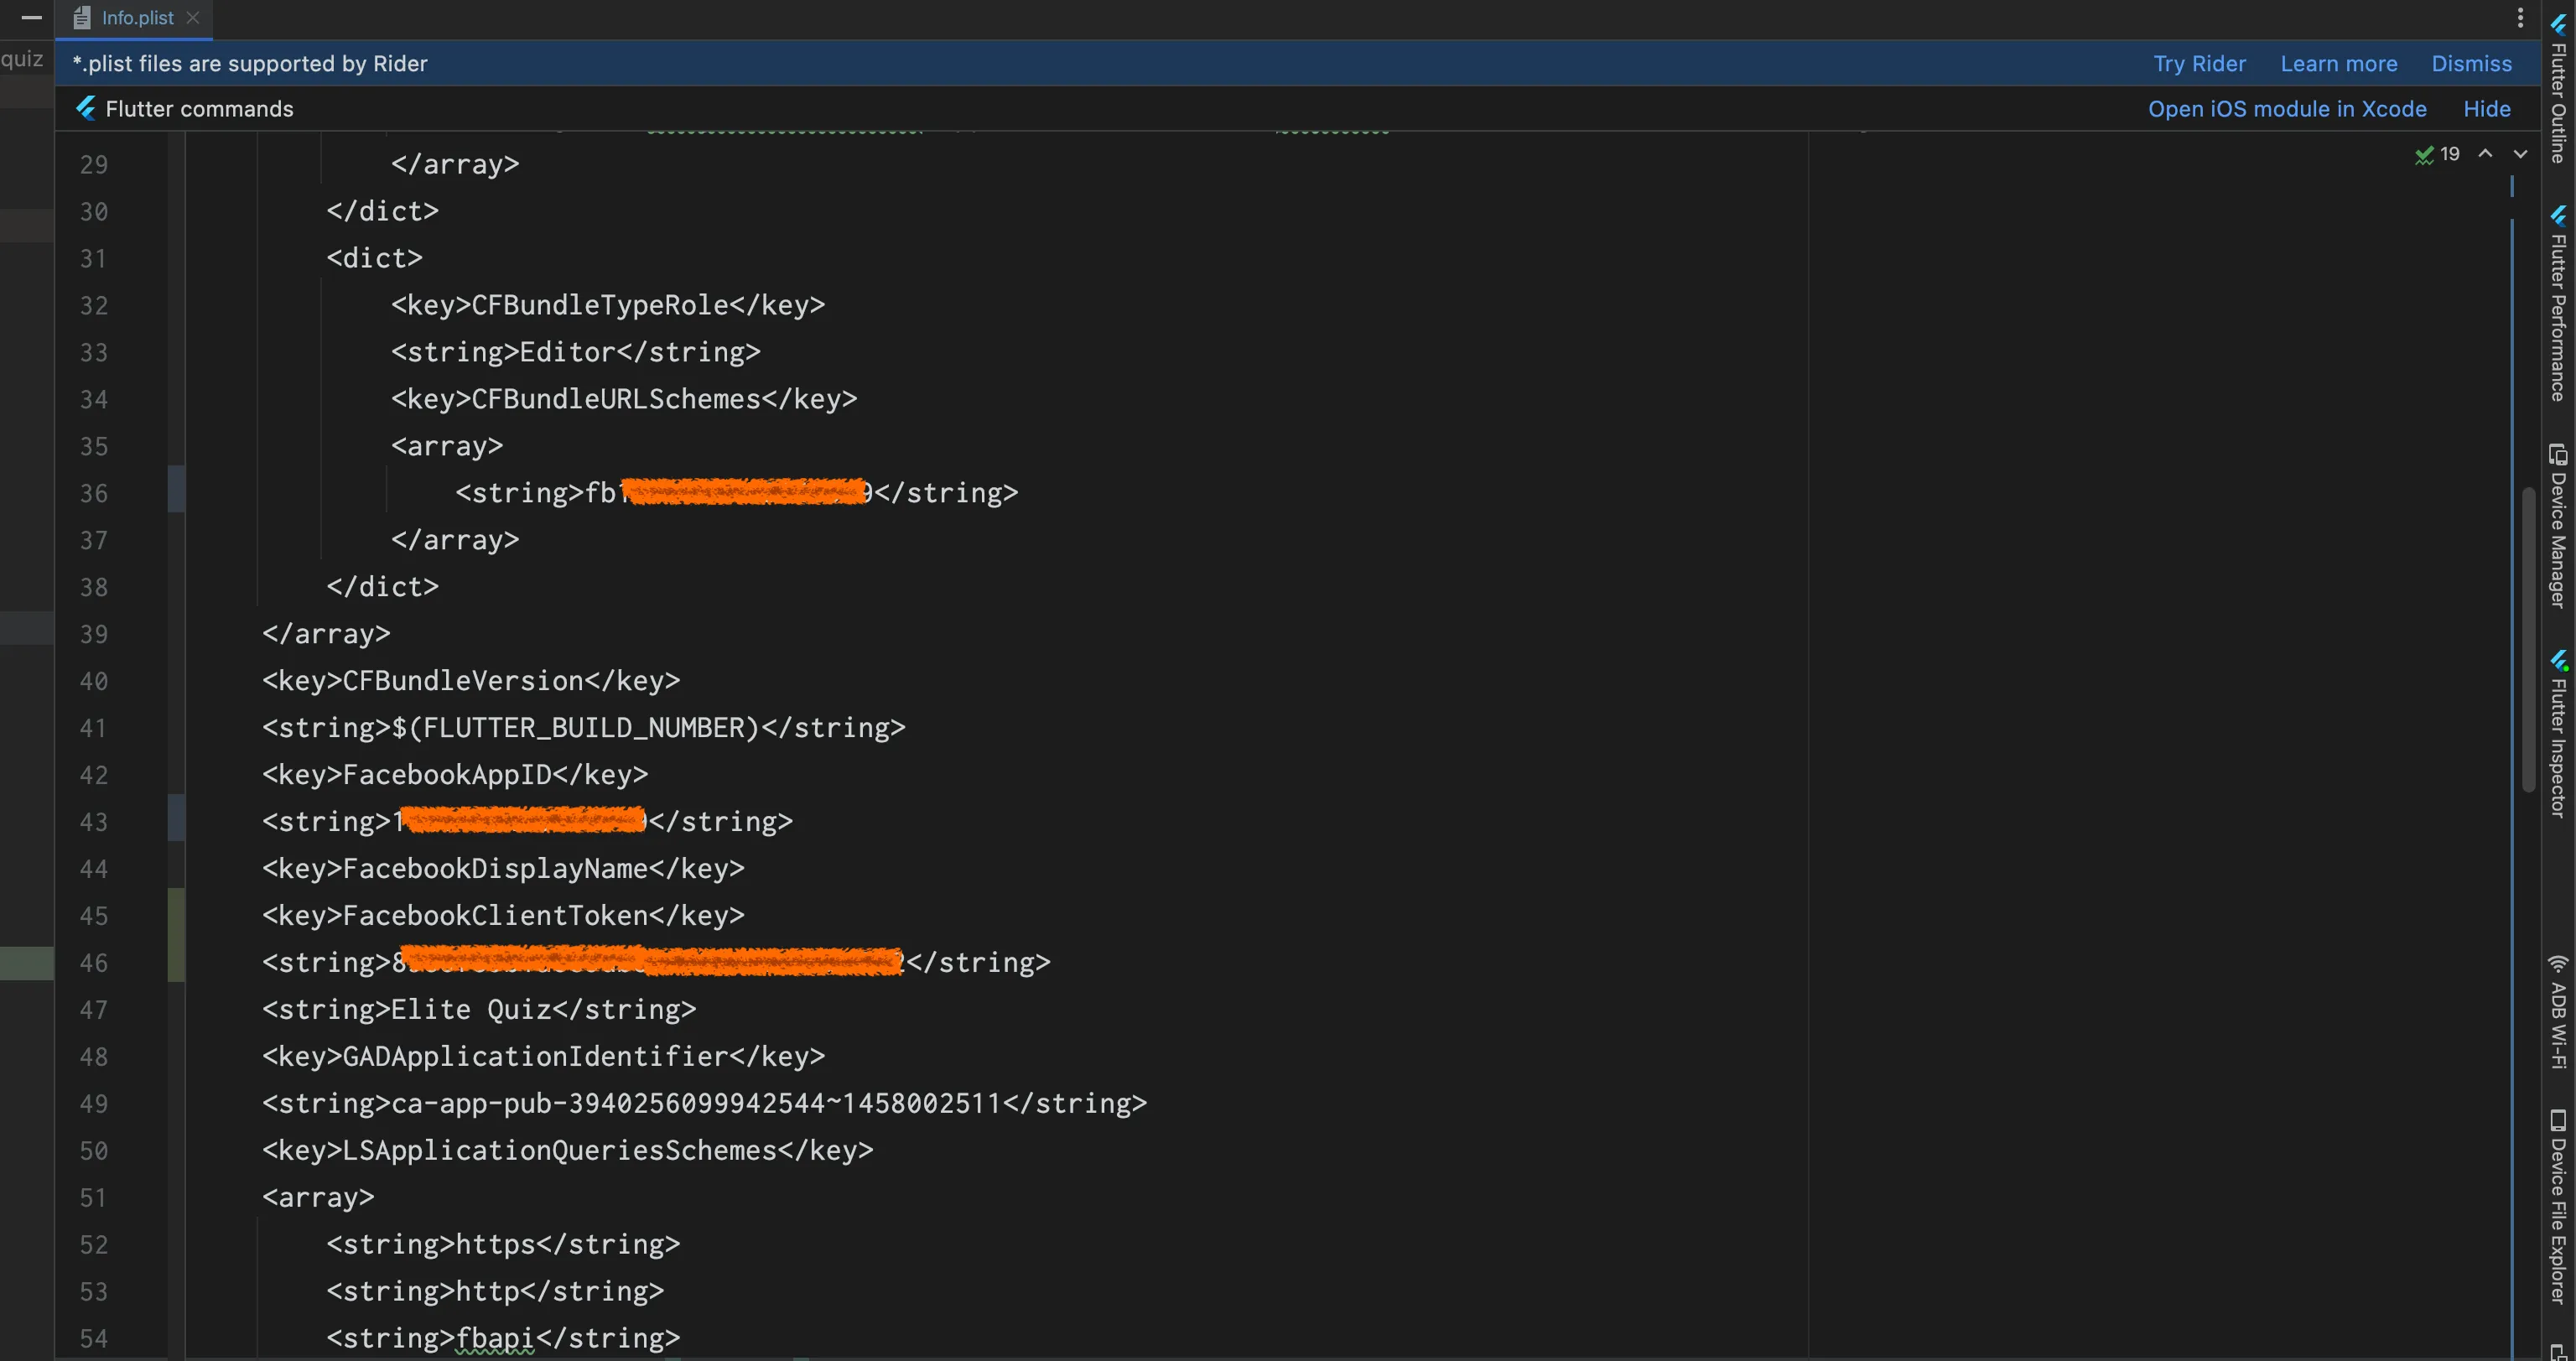 Info.plist
quiz
*.plist files are supported by Rider
Try Rider Learn more Dismiss
Flutter commands
Open iOS module in Xcode Hide
19
29 </array>
30 </dict>
31 <dict>
32 <key>CFBundleTypeRole</key>
33 <string>Editor</string>
34 <key>CFBundleURLSchemes</key>
35 <array>
36 <string>fb </string>
37 </array>
38 </dict>
39 </array>
40 <key>CFBundleVersion</key>
41 <string>$(FLUTTER_BUILD_NUMBER)</string>
42 <key>FacebookAppID</key>
43 <string> </string>
44 <key>FacebookDisplayName</key>
45 <key>FacebookClientToken</key>
46 <string> </string>
47 <string>Elite Quiz</string>
48 <key>GADApplicationIdentifier</key>
49 <string>ca-app-pub-3940256099942544~1458002511</string>
50 <key>LSApplicationQueriesSchemes</key>
51 <array>
52 <string>https</string>
53 <string>http</string>
54 <string>fbapi</string>
Flutter Outline
Flutter Performance
Device Manager
Flutter Inspector
ADB Wi-Fi
Device File Explorer